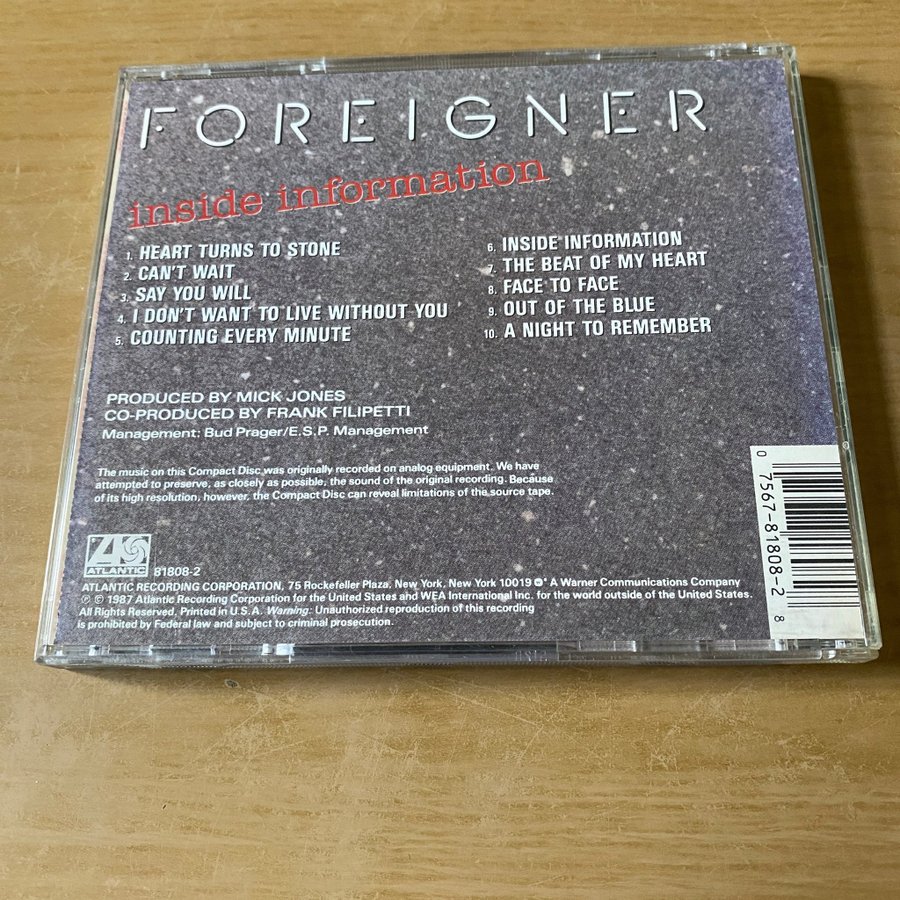 FOREIGNER
inside information
1. HEART TURNS TO STONE
2. CAN'T WAIT
3. SAY YOU WILL
4. I DON'T WANT TO LIVE WITHOUT YOU
5. COUNTING EVERY MINUTE
6. INSIDE INFORMATION
7. THE BEAT OF MY HEART
8. FACE TO FACE
9. OUT OF THE BLUE
10. A NIGHT TO REMEMBER
PRODUCED BY MICK JONES
CO-PRODUCED BY FRANK FILIPETTI
Management: Bud Prager/E.S.P. Management
The music on this Compact Disc was originally recorded on analog equipment. We have
attempted to preserve, as closely as possible, the sound of the original recording. Because
of its high resolution, however, the Compact Disc can reveal limitations of the source tape.
ATLANTIC
81808-2
ATLANTIC RECORDING CORPORATION, 75 Rockefeller Plaza, New York, New York 10019 A Warner Communications Company
℗ © 1987 Atlantic Recording Corporation for the United States and WEA International Inc. for the world outside of the United States.
All Rights Reserved. Printed in U.S.A. Warning: Unauthorized reproduction of this recording
is prohibited by Federal law and subject to criminal prosecution.
0 7567-81808-2 8